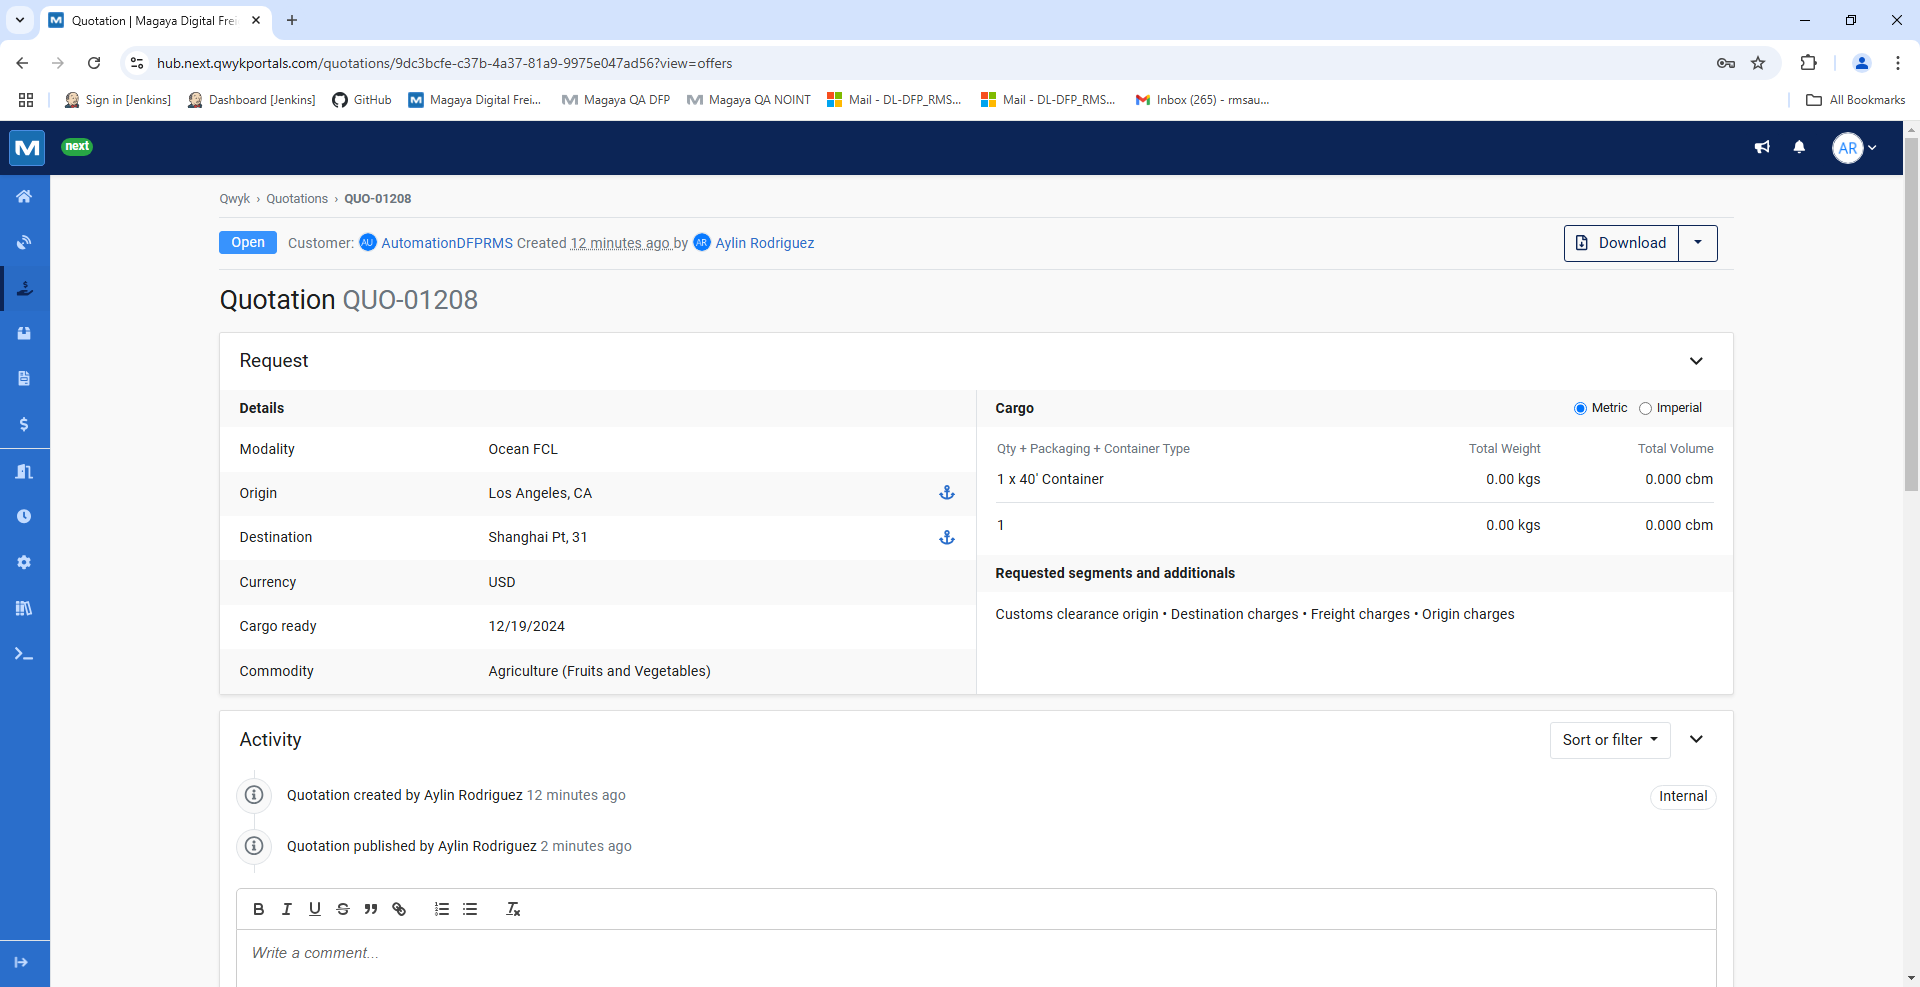 Quotation | Magaya Digital Frei
hub.next.qwykportals.com/quotations/9dc3bcfe-c37b-4a37-81a9-9975e047ad56?view=offers
Sign in [Jenkins] Dashboard [Jenkins] GitHub Magaya Digital Frei... Magaya QA DFP Magaya QA NOINT Mail - DL-DFP_RMS... Mail - DL-DFP_RMS... Inbox (265) - rmsau... All Bookmarks
next AR
Qwyk › Quotations › QUO-01208
Open Customer: AU AutomationDFPRMS Created 12 minutes ago by AR Aylin Rodriguez Download
Quotation QUO-01208
Request
Details
Modality Ocean FCL
Origin Los Angeles, CA
Destination Shanghai Pt, 31
Currency USD
Cargo ready 12/19/2024
Commodity Agriculture (Fruits and Vegetables)
Cargo Metric Imperial
Qty + Packaging + Container Type Total Weight Total Volume
1 x 40' Container 0.00 kgs 0.000 cbm
1 0.00 kgs 0.000 cbm
Requested segments and additionals
Customs clearance origin • Destination charges • Freight charges • Origin charges
Activity Sort or filter
Quotation created by Aylin Rodriguez 12 minutes ago Internal
Quotation published by Aylin Rodriguez 2 minutes ago
Write a comment...